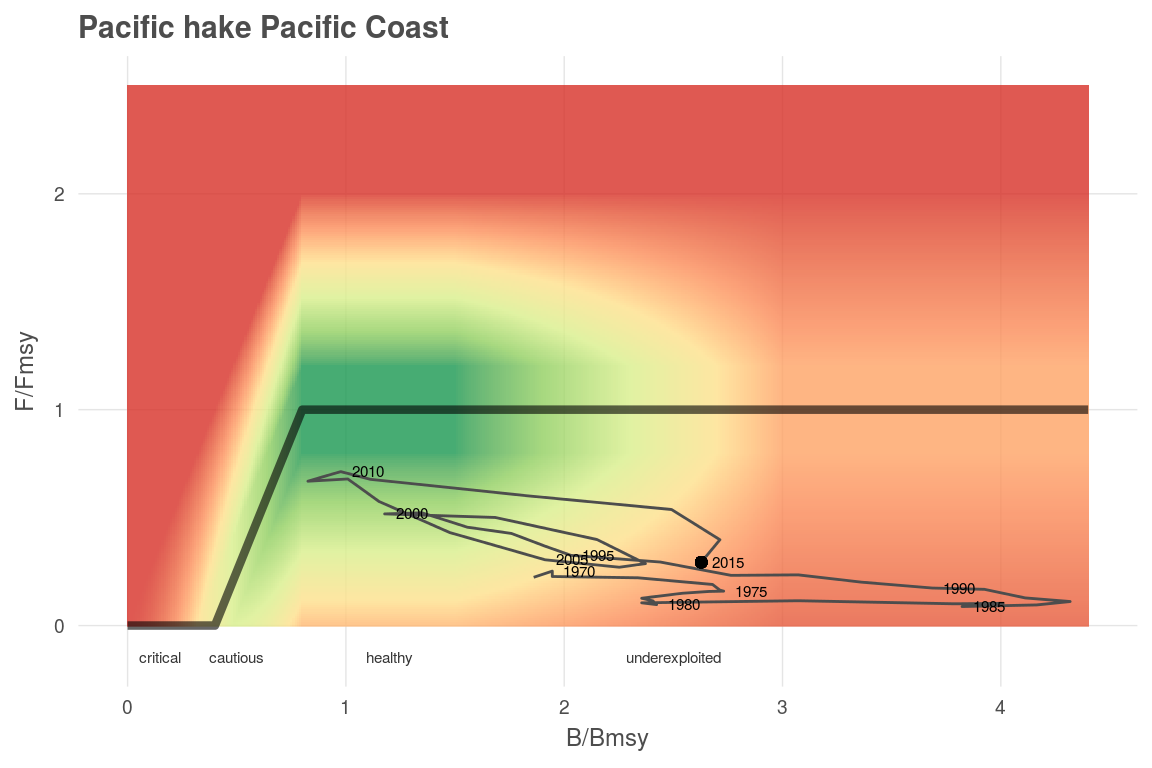 Pacific hake Pacific Coast
F/Fmsy
2
1
0
2010
2000
2005
1995
1970
2015
1975
1980
1990
1985
critical
cautious
healthy
underexploited
0
1
2
3
4
B/Bmsy